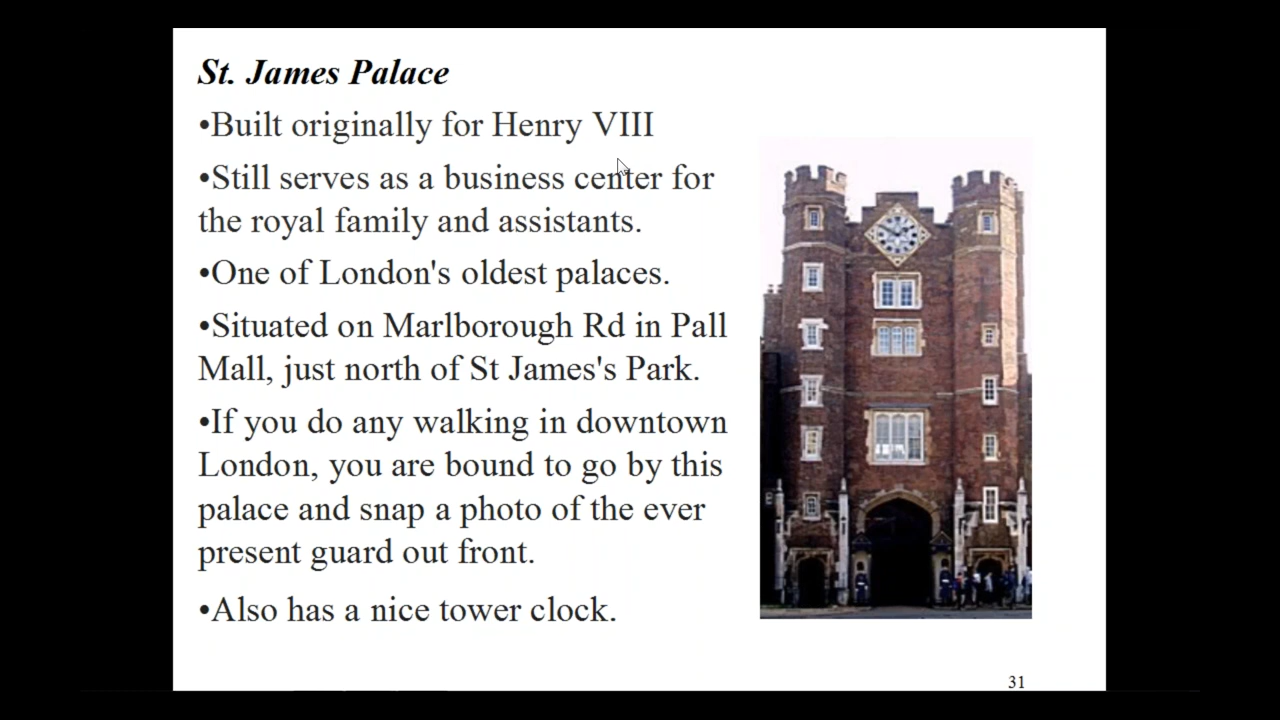 St. James Palace
•Built originally for Henry VIII
•Still serves as a business center for
the royal family and assistants.
•One of London's oldest palaces.
•Situated on Marlborough Rd in Pall
Mall, just north of St James's Park.
•If you do any walking in downtown
London, you are bound to go by this
palace and snap a photo of the ever
present guard out front.
•Also has a nice tower clock.
31